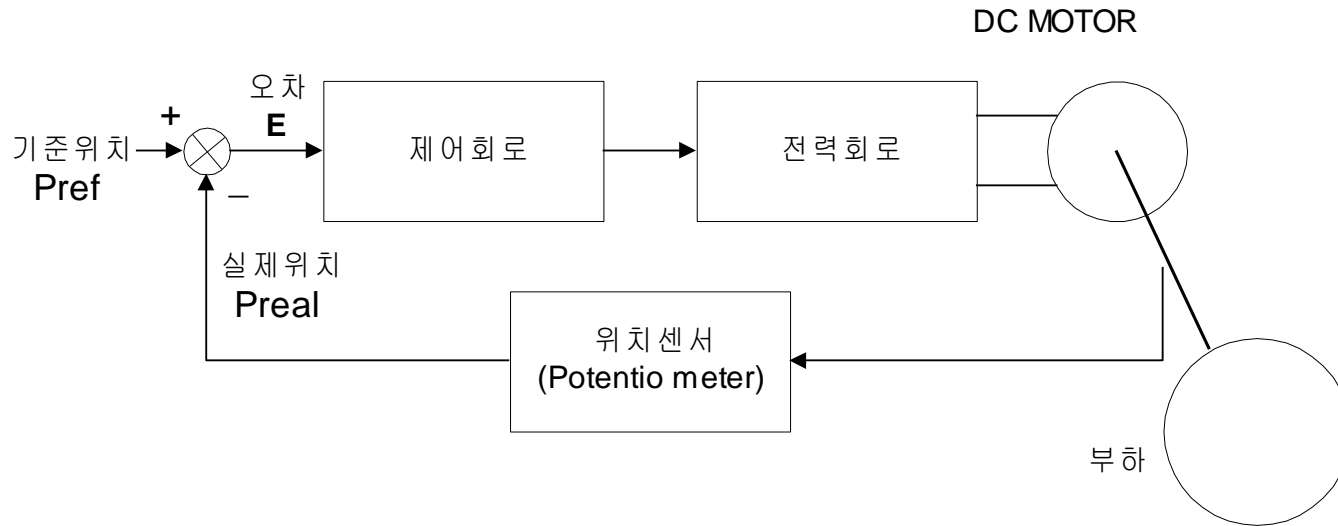 DC MOTOR
오차
E
+
기준위치
Pref
제어회로
전력회로
−
실제위치
Preal
위치센서
(Potentio meter)
부하